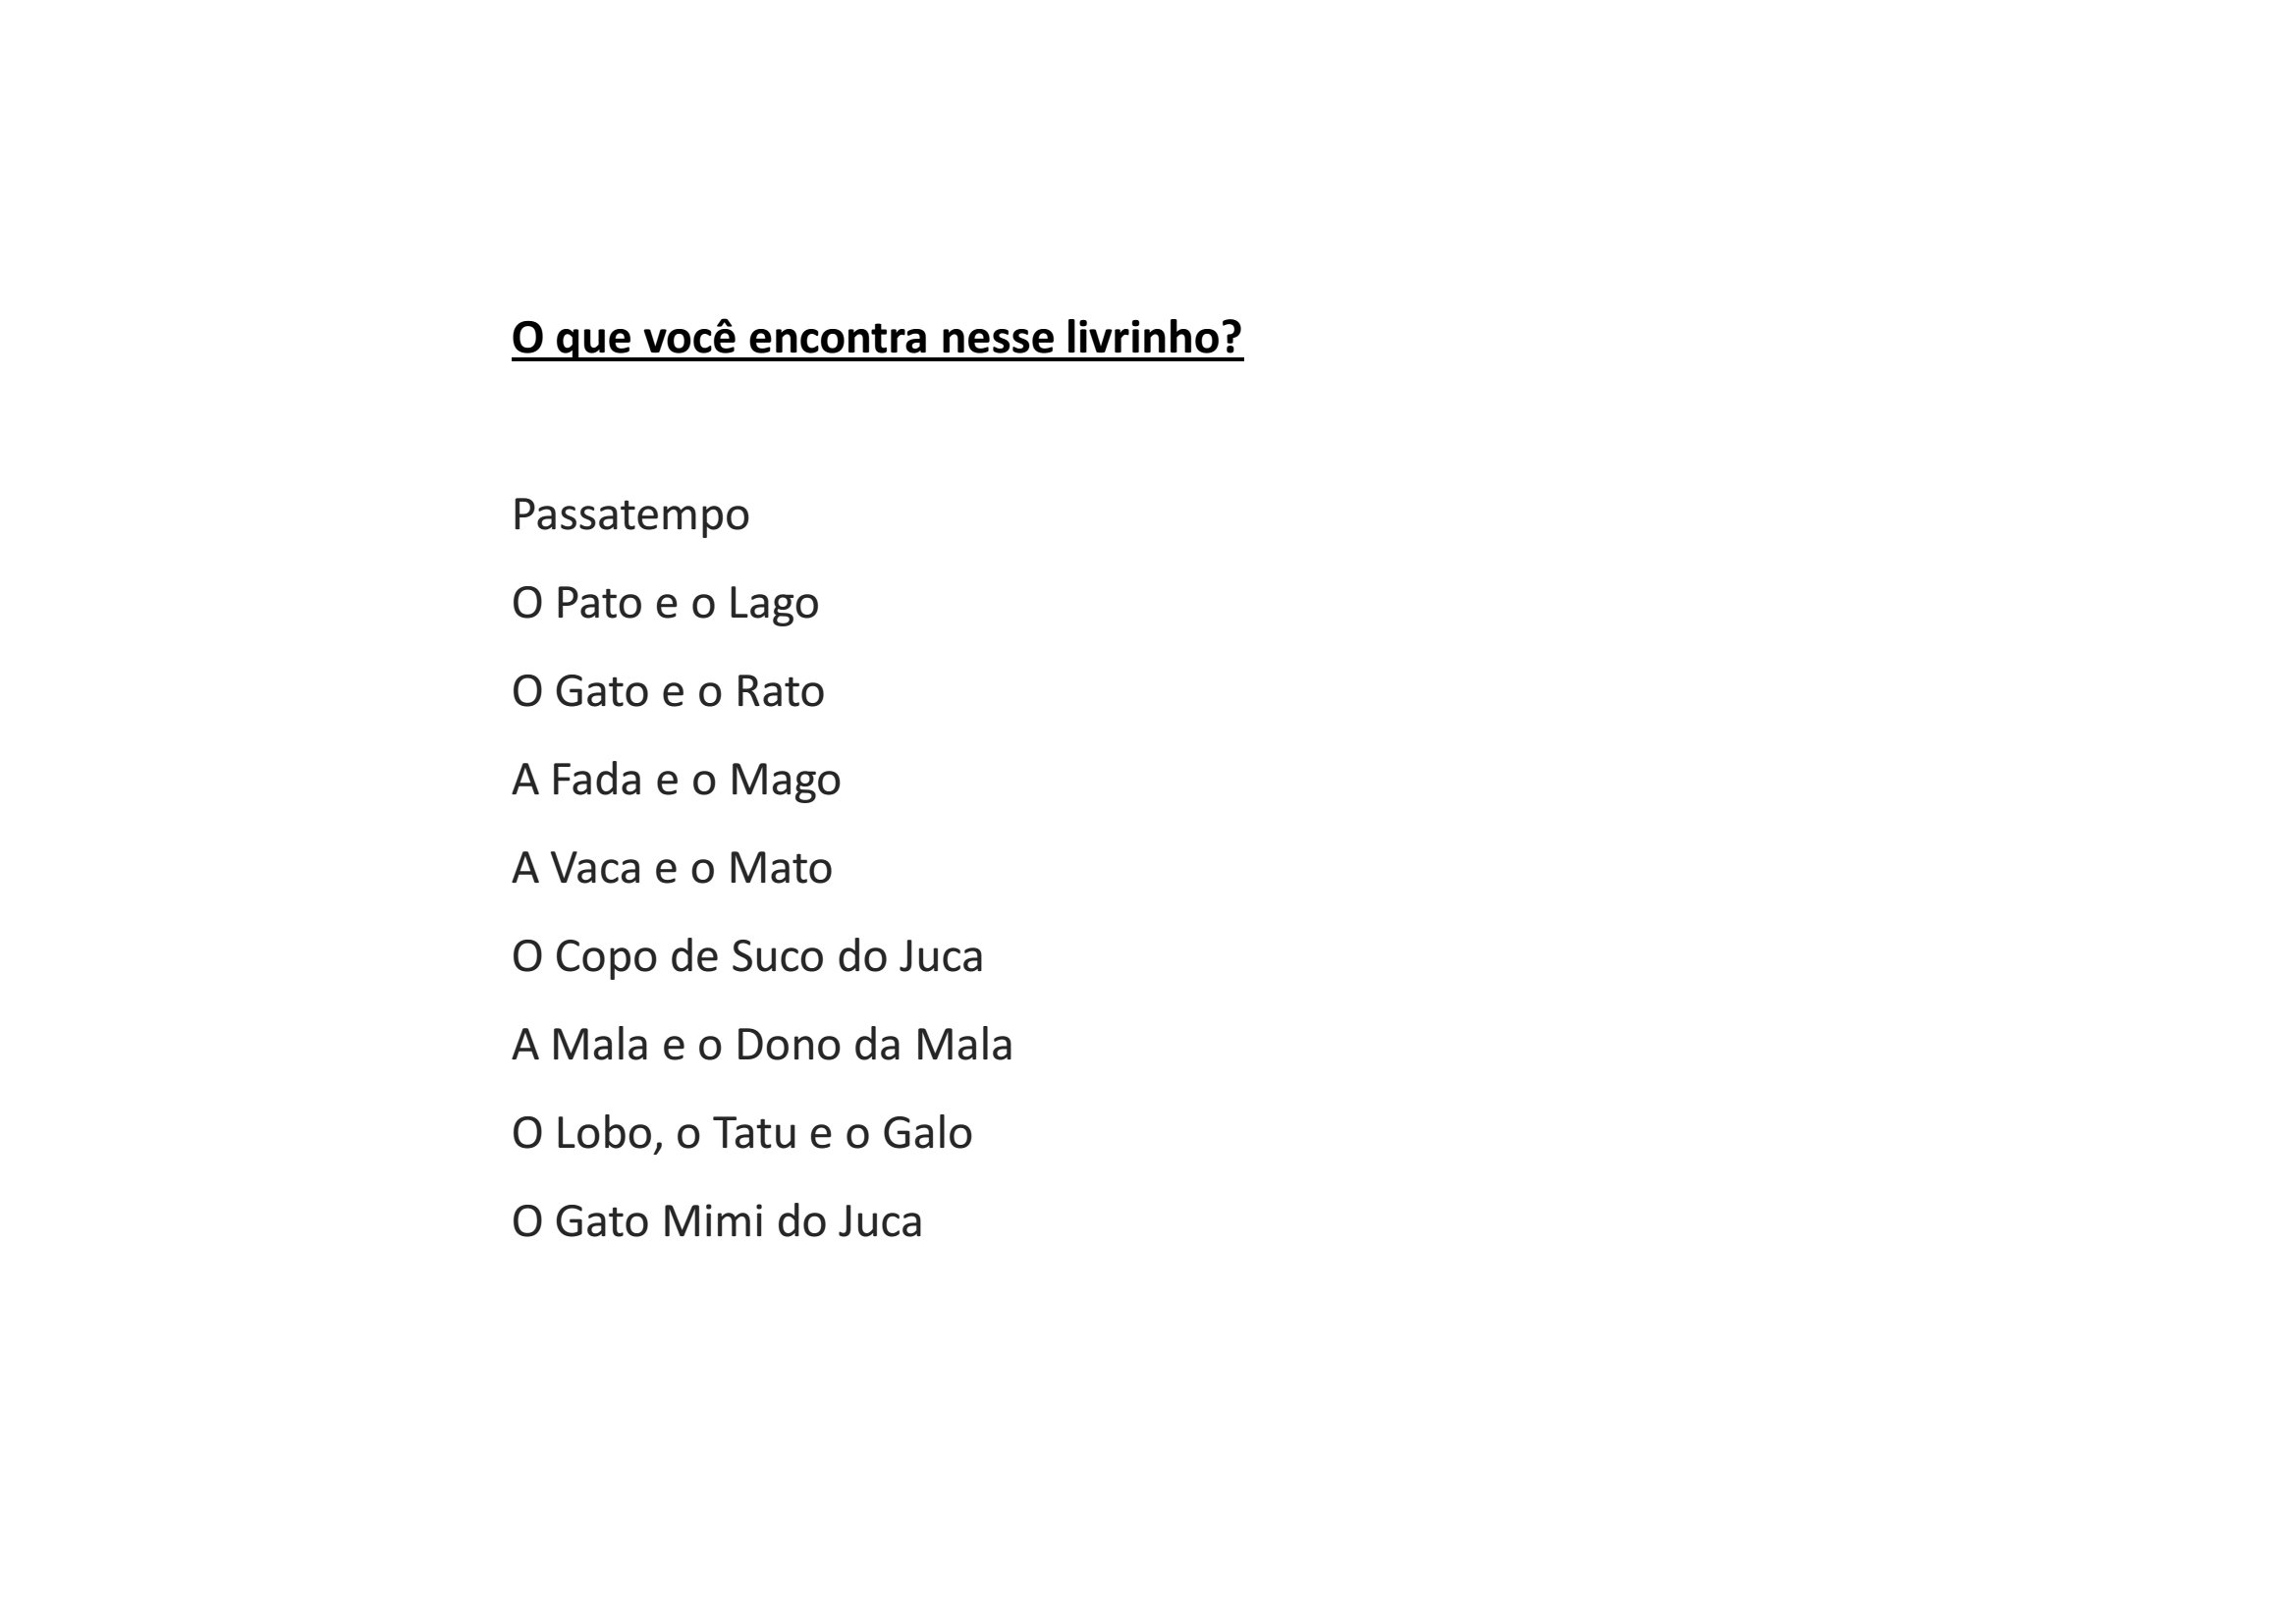 O que você encontra nesse livrinho?
Passatempo
O Pato e o Lago
O Gato e o Rato
A Fada e o Mago
A Vaca e o Mato
O Copo de Suco do Juca
A Mala e o Dono da Mala
O Lobo, o Tatu e o Galo
O Gato Mimi do Juca